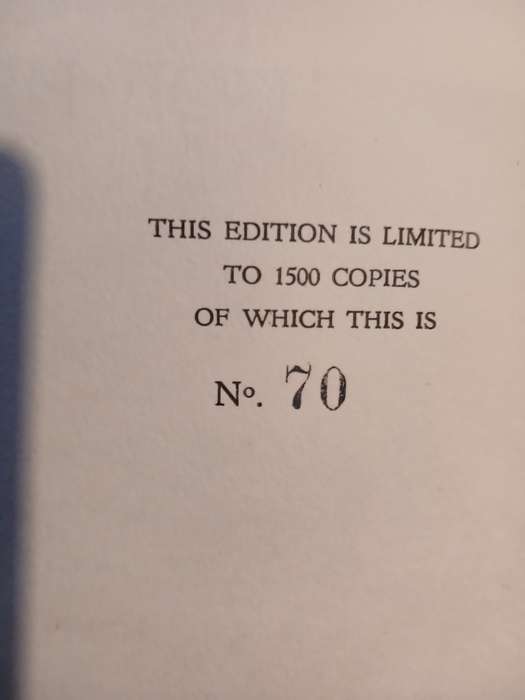 THIS EDITION IS LIMITED
TO 1500 COPIES
OF WHICH THIS IS
Nº. 70